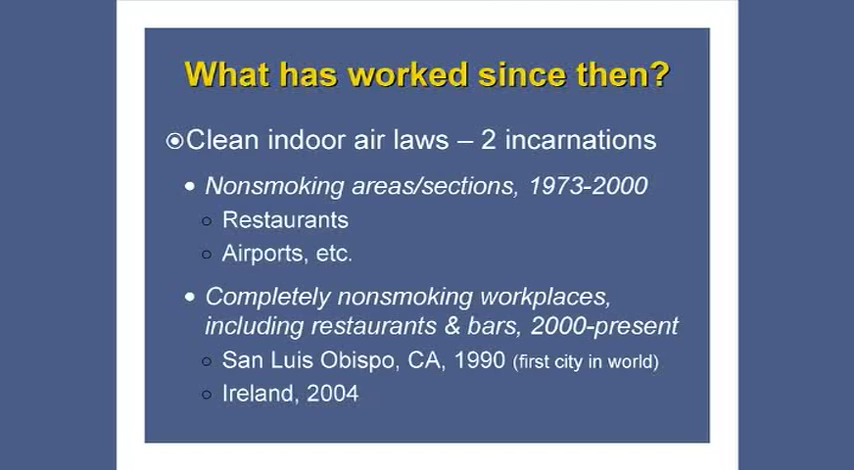 What has worked since then?
Clean indoor air laws – 2 incarnations
Nonsmoking areas/sections, 1973-2000
Restaurants
Airports, etc.
Completely nonsmoking workplaces,
including restaurants & bars, 2000-present
San Luis Obispo, CA, 1990 (first city in world)
Ireland, 2004